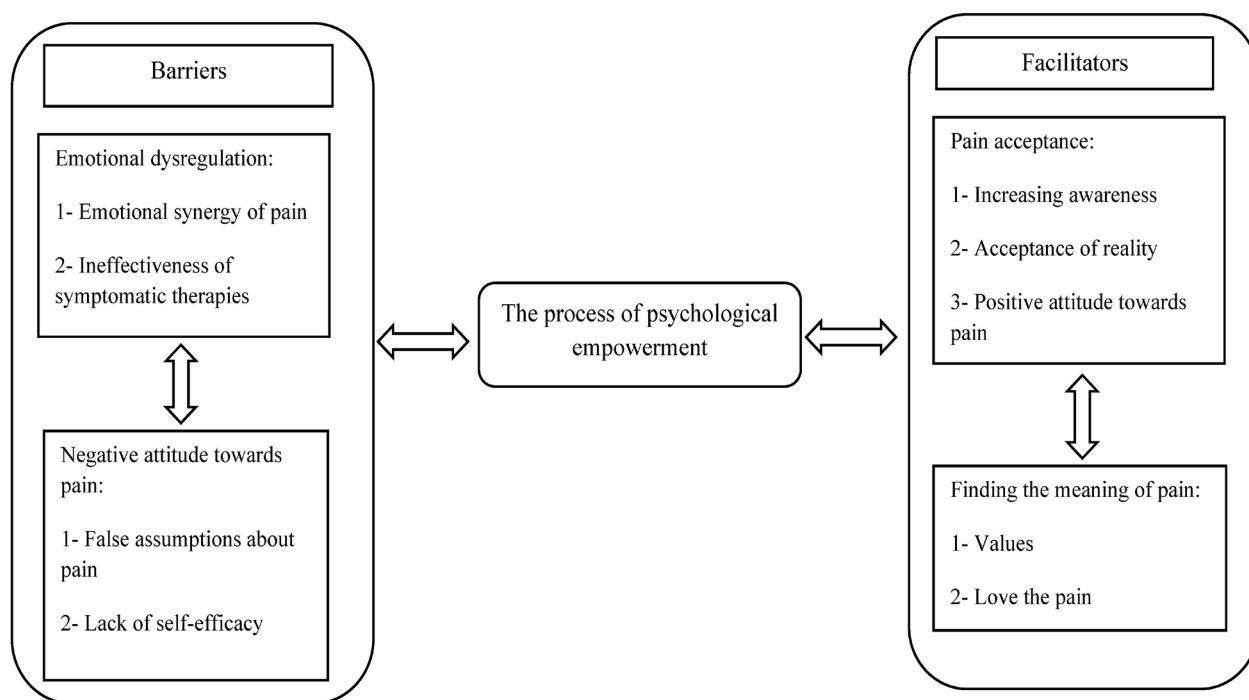 Barriers
Emotional dysregulation:
1- Emotional synergy of pain
2- Ineffectiveness of
symptomatic therapies
Negative attitude towards
pain:
1- False assumptions about
pain
2- Lack of self-efficacy
The process of psychological
empowerment
Facilitators
Pain acceptance:
1- Increasing awareness
2- Acceptance of reality
3- Positive attitude towards
pain
Finding the meaning of pain:
1- Values
2- Love the pain